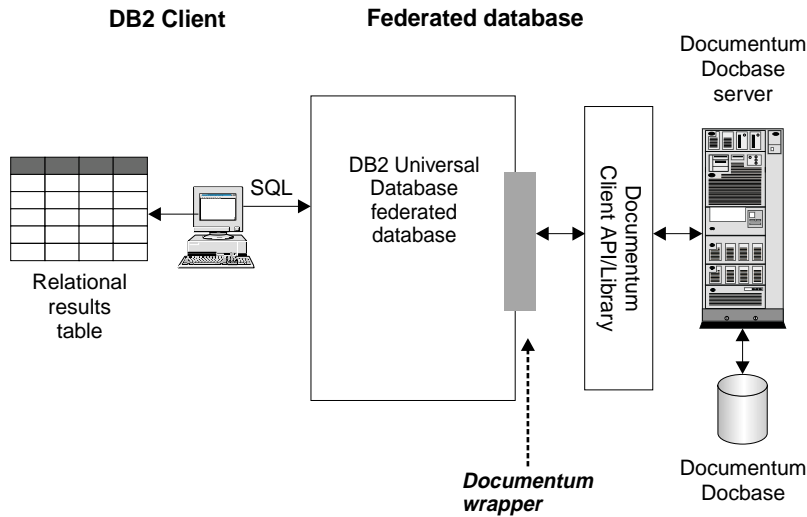 DB2 Client
Federated database
Documentum
Docbase
server
SQL
DB2 Universal
Database
federated
database
Documentum
Client API/Library
Relational
results
table
Documentum
wrapper
Documentum
Docbase